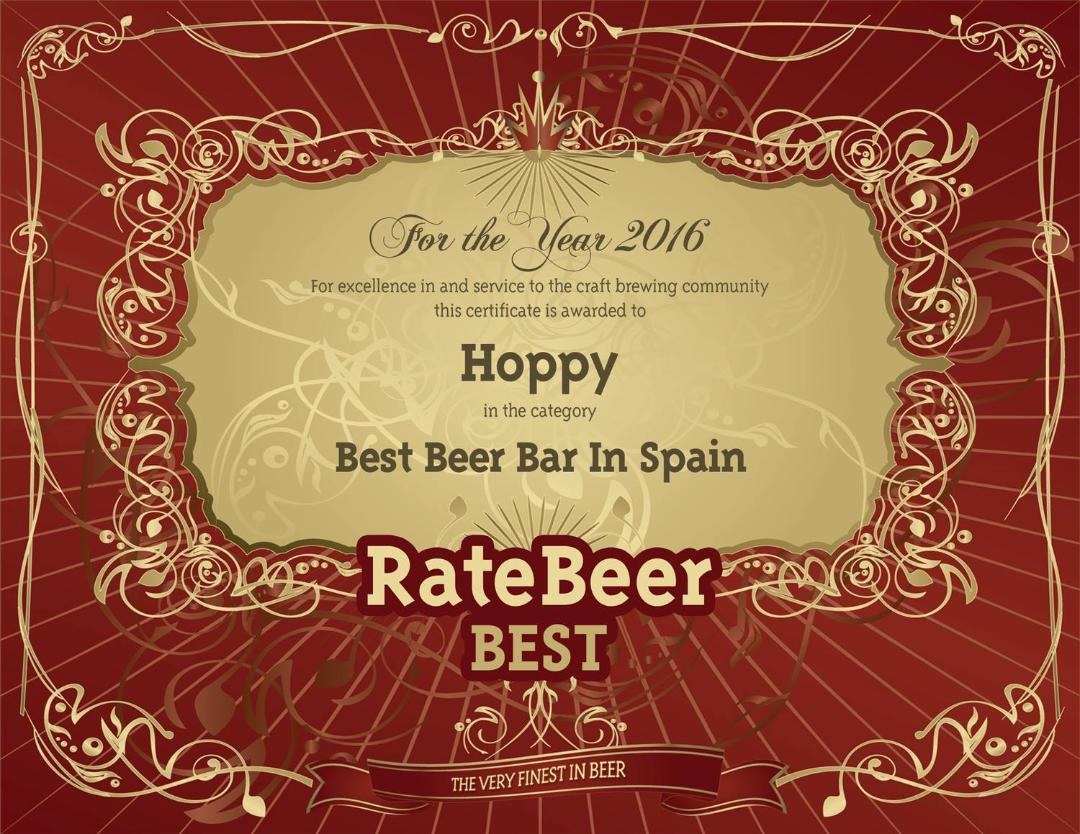 For the Year 2016
For excellence in and service to the craft brewing community
this certificate is awarded to
Hoppy
in the category
Best Beer Bar In Spain
RateBeer
BEST
THE VERY FINEST IN BEER